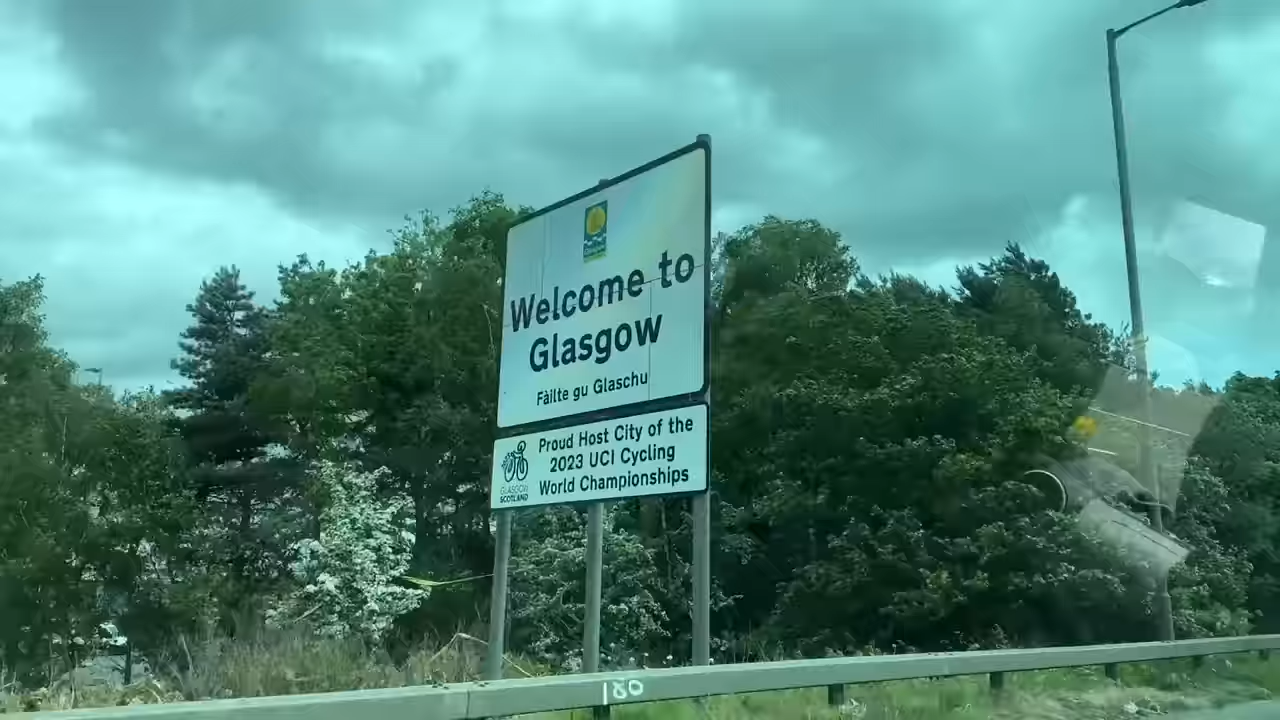 Welcome to
Glasgow
Fàilte gu Glaschu
Proud Host City of the
2023 UCI Cycling
World Championships
GLASGOW
SCOTLAND
180